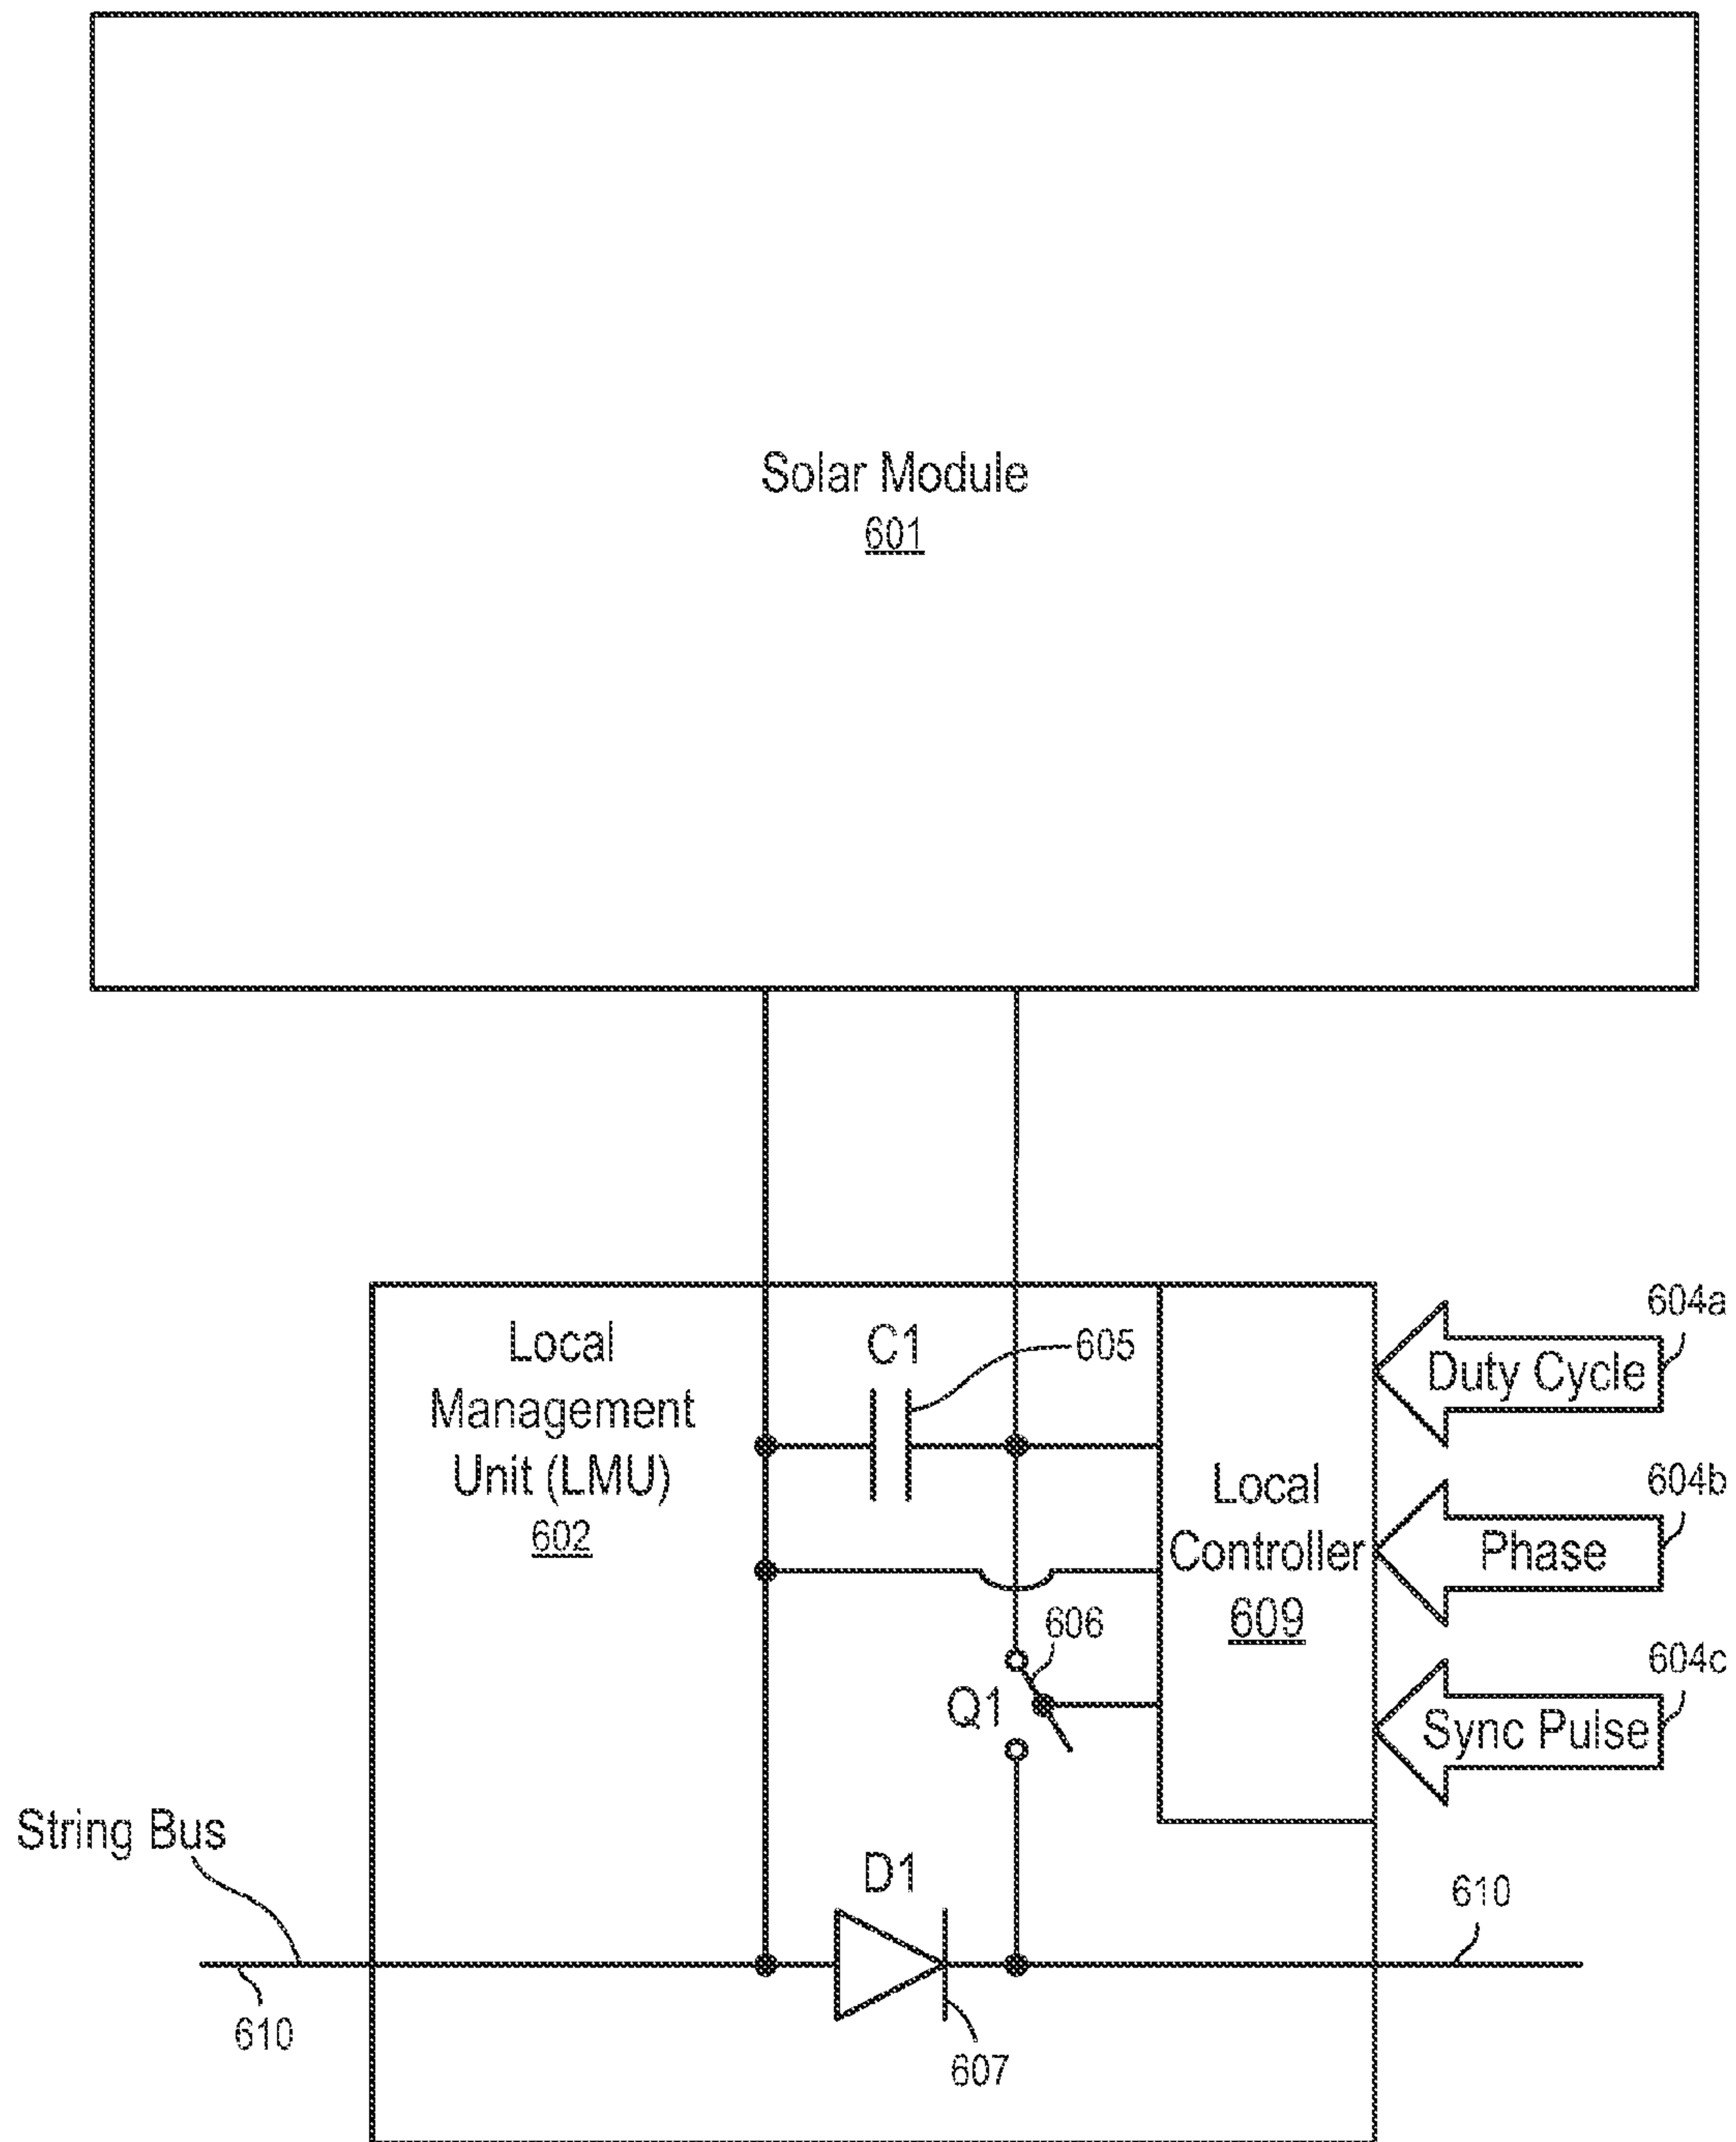 Solar Module
601
Local
Management
Unit (LMU)
602
C1
605
Local
Controller
609
604a
Duty Cycle
604b
Phase
604c
Sync Pulse
606
Q1
String Bus
D1
610
610
607